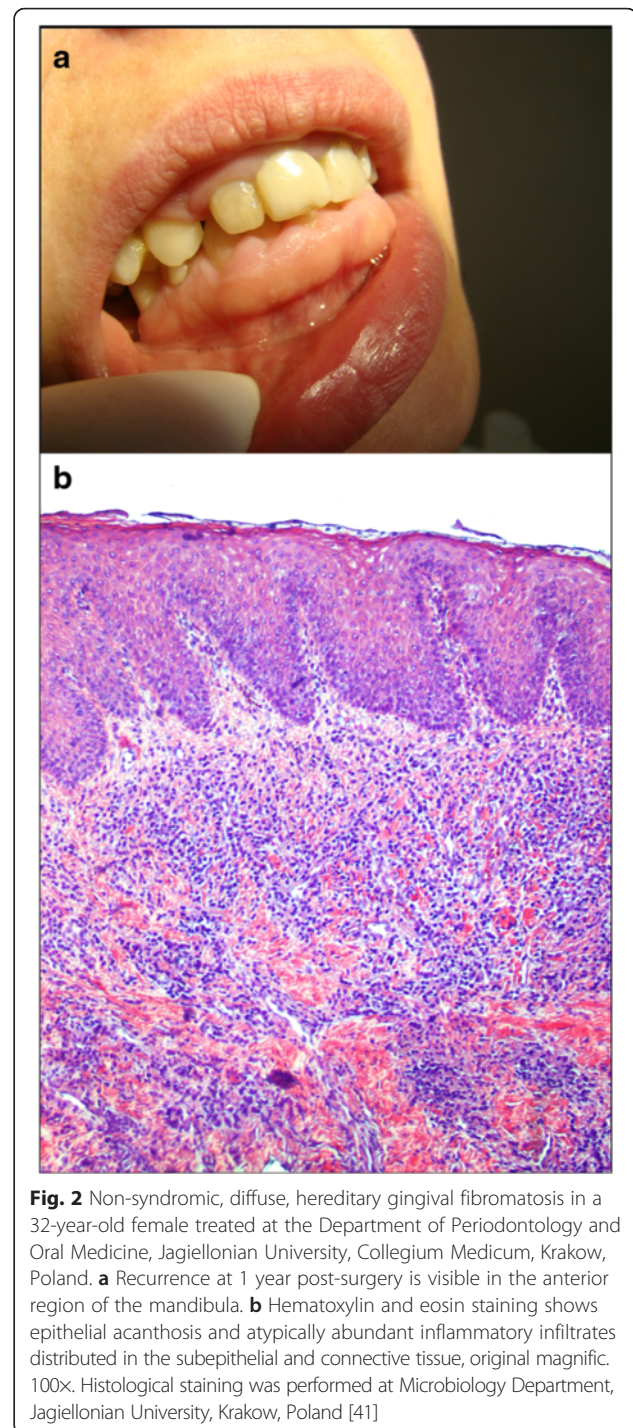 a
b
Fig. 2 Non-syndromic, diffuse, hereditary gingival fibromatosis in a
32-year-old female treated at the Department of Periodontology and
Oral Medicine, Jagiellonian University, Collegium Medicum, Krakow,
Poland. a Recurrence at 1 year post-surgery is visible in the anterior
region of the mandibula. b Hematoxylin and eosin staining shows
epithelial acanthosis and atypically abundant inflammatory infiltrates
distributed in the subepithelial and connective tissue, original magnific.
100×. Histological staining was performed at Microbiology Department,
Jagiellonian University, Krakow, Poland [41]